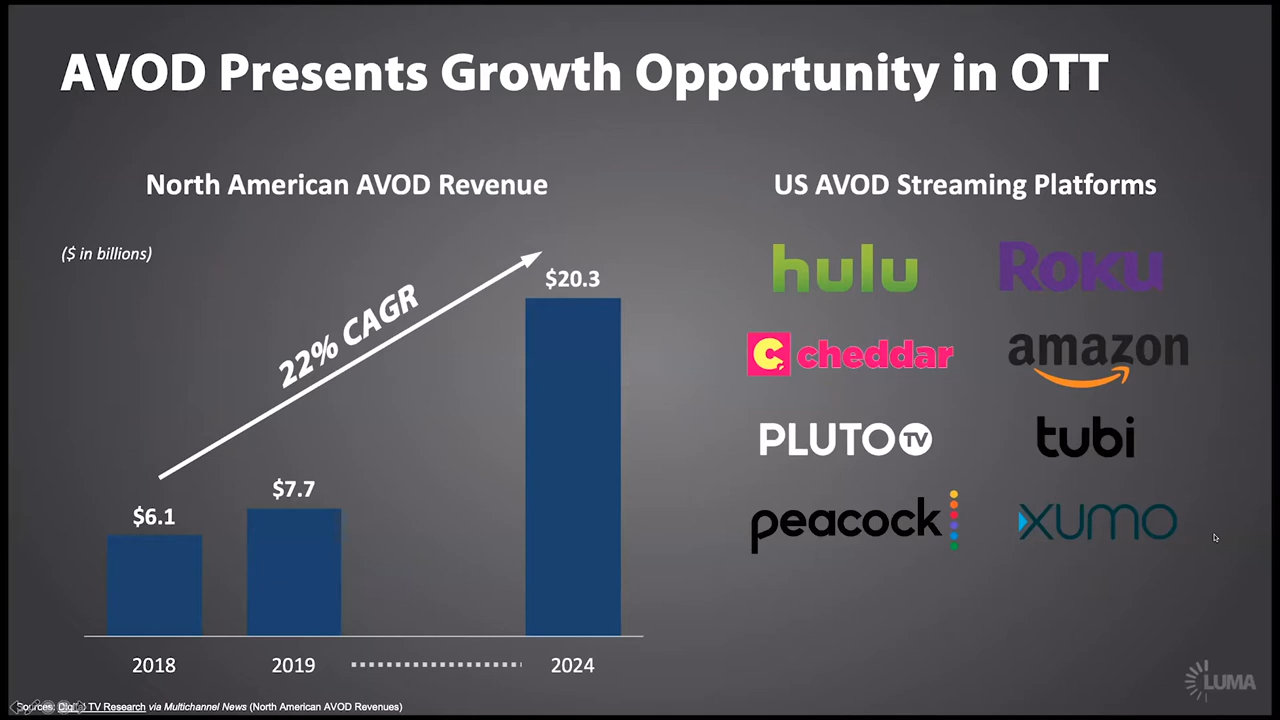 AVOD Presents Growth Opportunity in OTT
North American AVOD Revenue
($ in billions)
22% CAGR
$20.3
$7.7
$6.1
2018
2019
2024
US AVOD Streaming Platforms
hulu
ROKU
C cheddar
amazon
PLUTO TV
tubi
peacock
XUMO
LUMA
Sources: Digital TV Research via Multichannel News (North American AVOD Revenues)